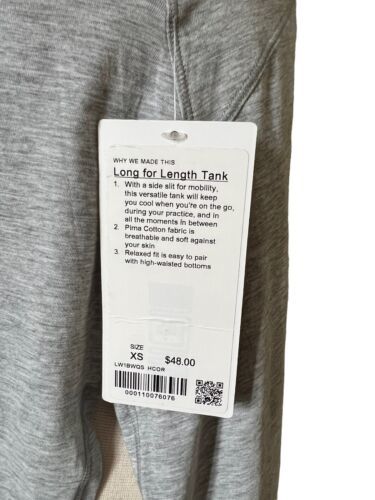 WHY WE MADE THIS
Long for Length Tank
1. With a side slit for mobility,
this versatile tank will keep
you cool when you're on the go,
during your practice, and in
all the moments in between
2. Pima Cotton fabric is
breathable and soft against
your skin
3. Relaxed fit is easy to pair
with high-waisted bottoms
SIZE
XS $48.00
LW1BWQS HCOR
000110076076